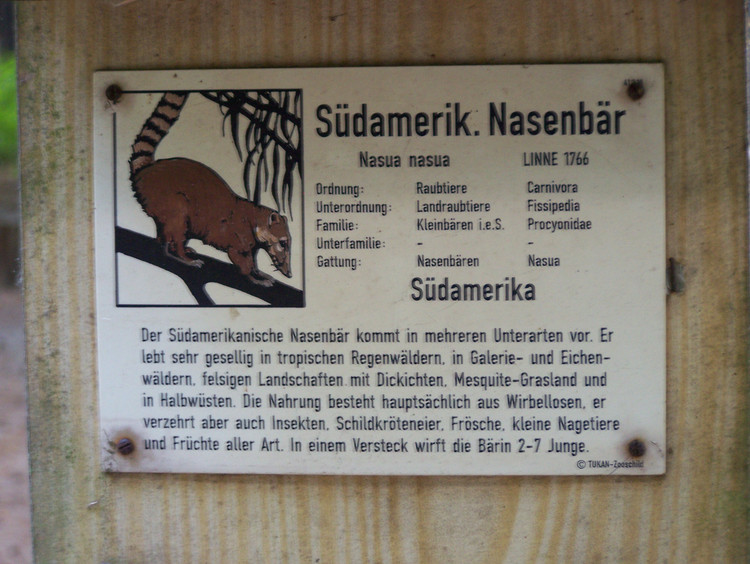 Südamerik. Nasenbär
Nasua nasua LINNE 1766
Ordnung: Raubtiere Carnivora
Unterordnung: Landraubtiere Fissipedia
Familie: Kleinbären i.e.S. Procyonidae
Unterfamilie: - -
Gattung: Nasenbären Nasua
Südamerika
Der Südamerikanische Nasenbär kommt in mehreren Unterarten vor. Er
lebt sehr gesellig in tropischen Regenwäldern, in Galerie- und Eichen-
wäldern, felsigen Landschaften mit Dickichten, Mesquite-Grasland und
in Halbwüsten. Die Nahrung besteht hauptsächlich aus Wirbellosen, er
verzehrt aber auch Insekten, Schildkröteneier, Frösche, kleine Nagetiere
und Früchte aller Art. In einem Versteck wirft die Bärin 2-7 Junge.
© TUKAN-Zooschild